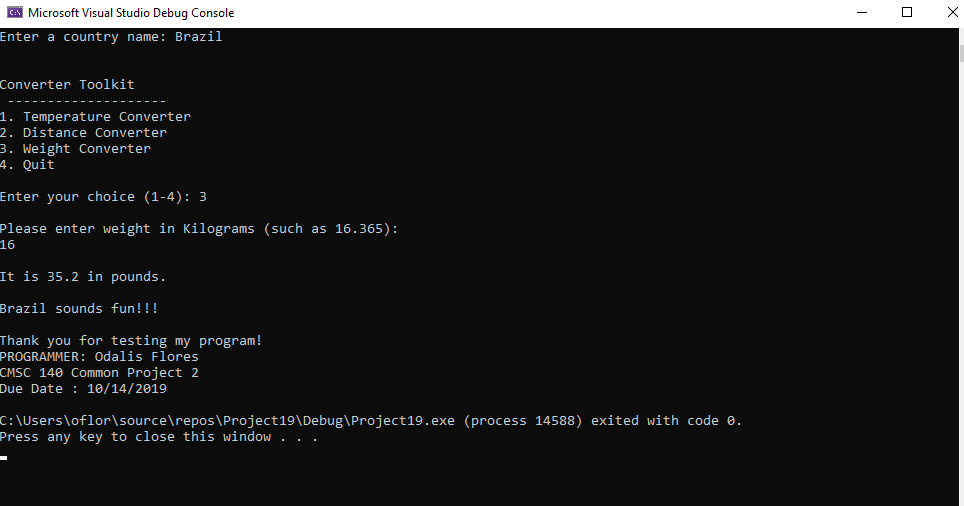 Microsoft Visual Studio Debug Console
Enter a country name: Brazil
Converter Toolkit
--------------------
1. Temperature Converter
2. Distance Converter
3. Weight Converter
4. Quit
Enter your choice (1-4): 3
Please enter weight in Kilograms (such as 16.365):
16
It is 35.2 in pounds.
Brazil sounds fun!!!
Thank you for testing my program!
PROGRAMMER: Odalis Flores
CMSC 140 Common Project 2
Due Date : 10/14/2019
C:\Users\oflor\source\repos\Project19\Debug\Project19.exe (process 14588) exited with code 0.
Press any key to close this window . . .